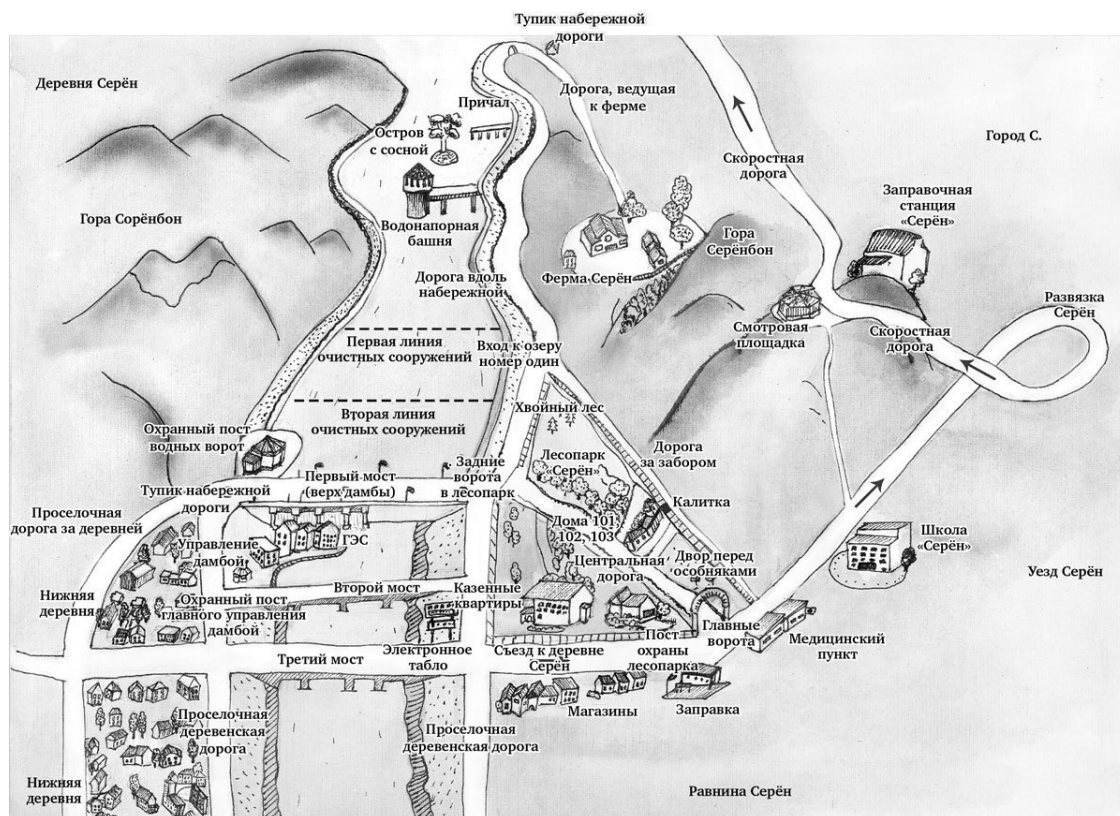 Тупик набережной
дороги
Деревня Серён
Причал
Дорога, ведущая
к ферме
Остров
с сосной
Город С.
Скоростная
дорога
Заправочная
станция
«Серён»
Гора Сорёнбон
Водонапорная
башня
Гора
Серёнбон
Дорога вдоль
набережной
Ферма Серён
Развязка
Серён
Смотровая
площадка
Скоростная
дорога
Первая линия
очистных сооружений
Вход к озеру
номер один
Хвойный лес
Вторая линия
очистных сооружений
Охранный пост
водных ворот
Дорога
за забором
Лесопарк
«Серён»
Задние
ворота
в лесопарк
Первый мост
(верх дамбы)
Тупик набережной
дороги
Калитка
Проселочная
дорога за деревней
Дома 101,
102, 103
ГЭС
Школа
«Серён»
Управление
дамбой
Двор перед
особняками
Центральная
дорога
Уезд Серён
Второй мост
Казенные
квартиры
Нижняя
деревня
Охранный пост
главного управления
дамбой
Главные
ворота
Медицинский
пункт
Пост
охраны
лесопарка
Электронное
табло
Съезд к деревне
Серён
Третий мост
Магазины
Заправка
Проселочная
деревенская
дорога
Проселочная
деревенская дорога
Нижняя
деревня
Равнина Серён